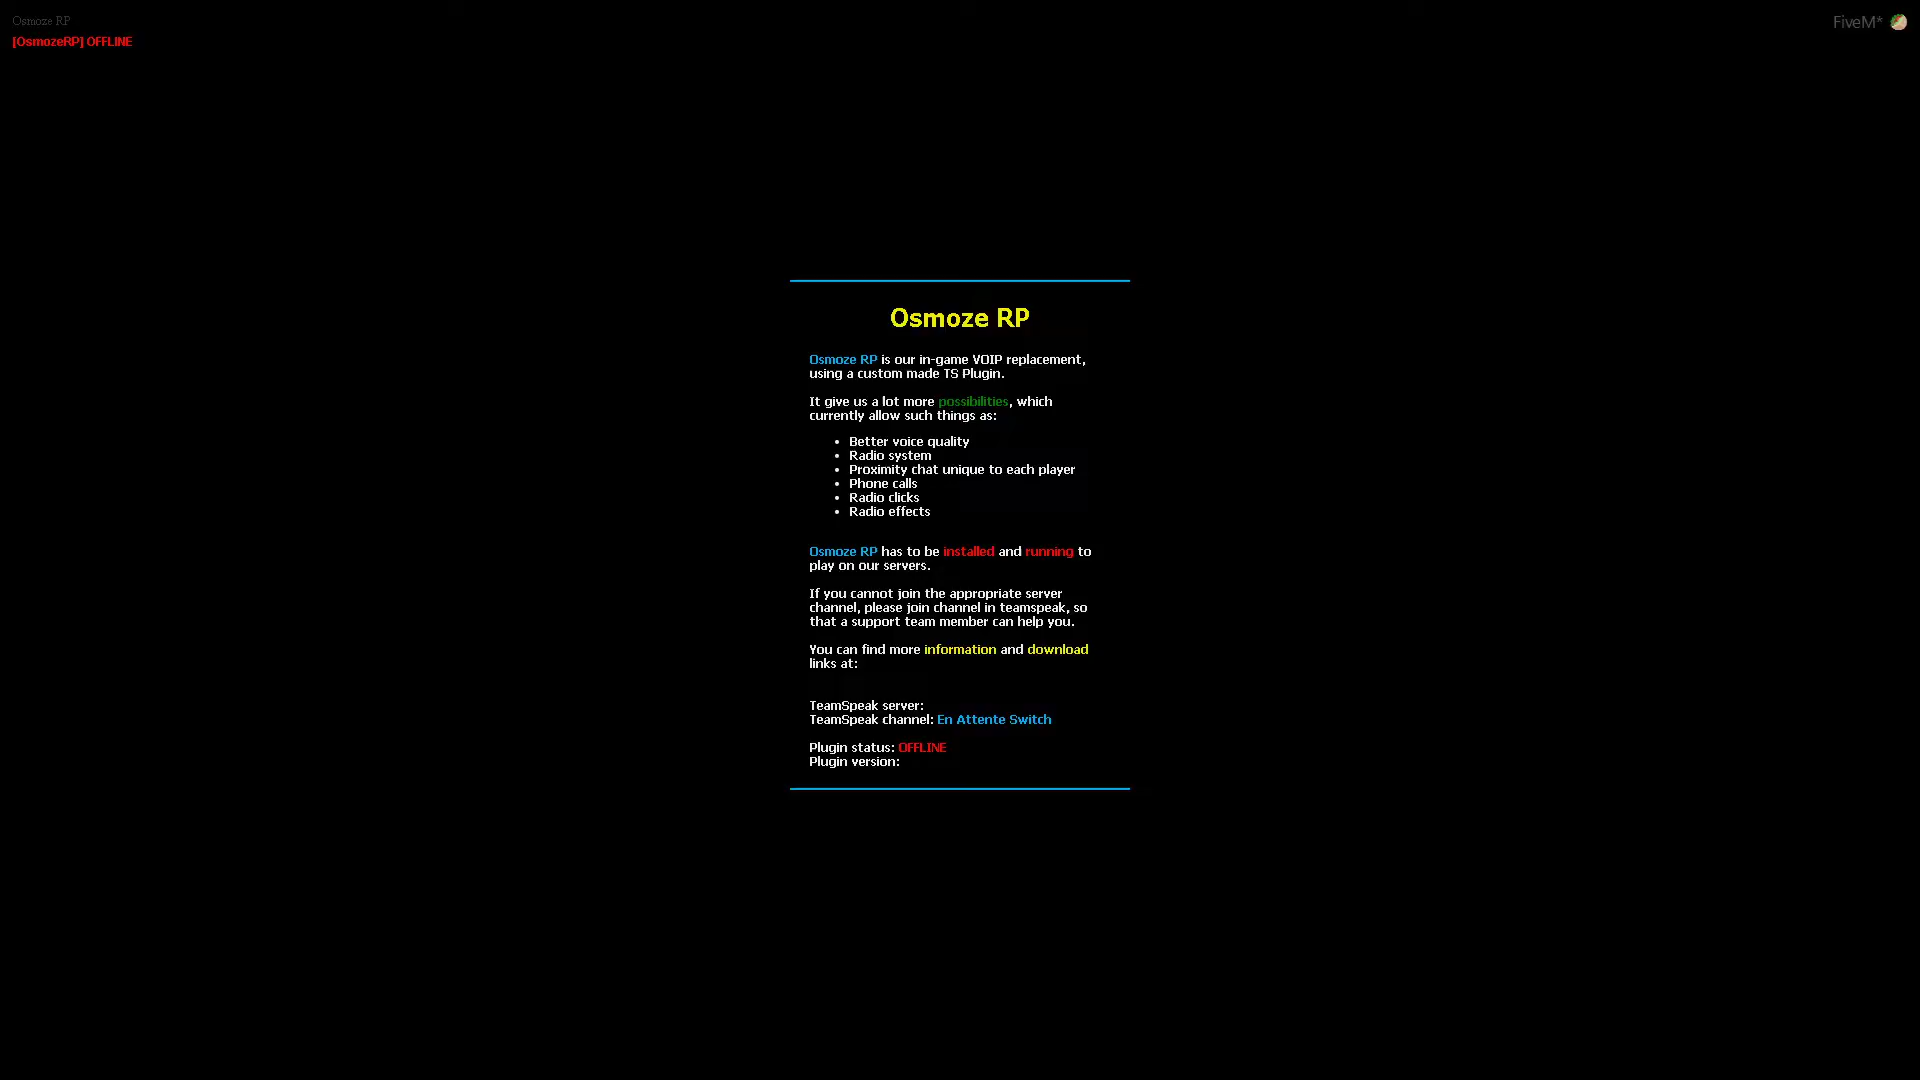 Osmoze RP
[OsmozeRP] OFFLINE
FiveM*
Osmoze RP
Osmoze RP is our in-game VOIP replacement,
using a custom made TS Plugin.
It give us a lot more possibilities, which
currently allow such things as:
• Better voice quality
• Radio system
• Proximity chat unique to each player
• Phone calls
• Radio clicks
• Radio effects
Osmoze RP has to be installed and running to
play on our servers.
If you cannot join the appropriate server
channel, please join channel in teamspeak, so
that a support team member can help you.
You can find more information and download
links at:
TeamSpeak server:
TeamSpeak channel: En Attente Switch
Plugin status: OFFLINE
Plugin version: